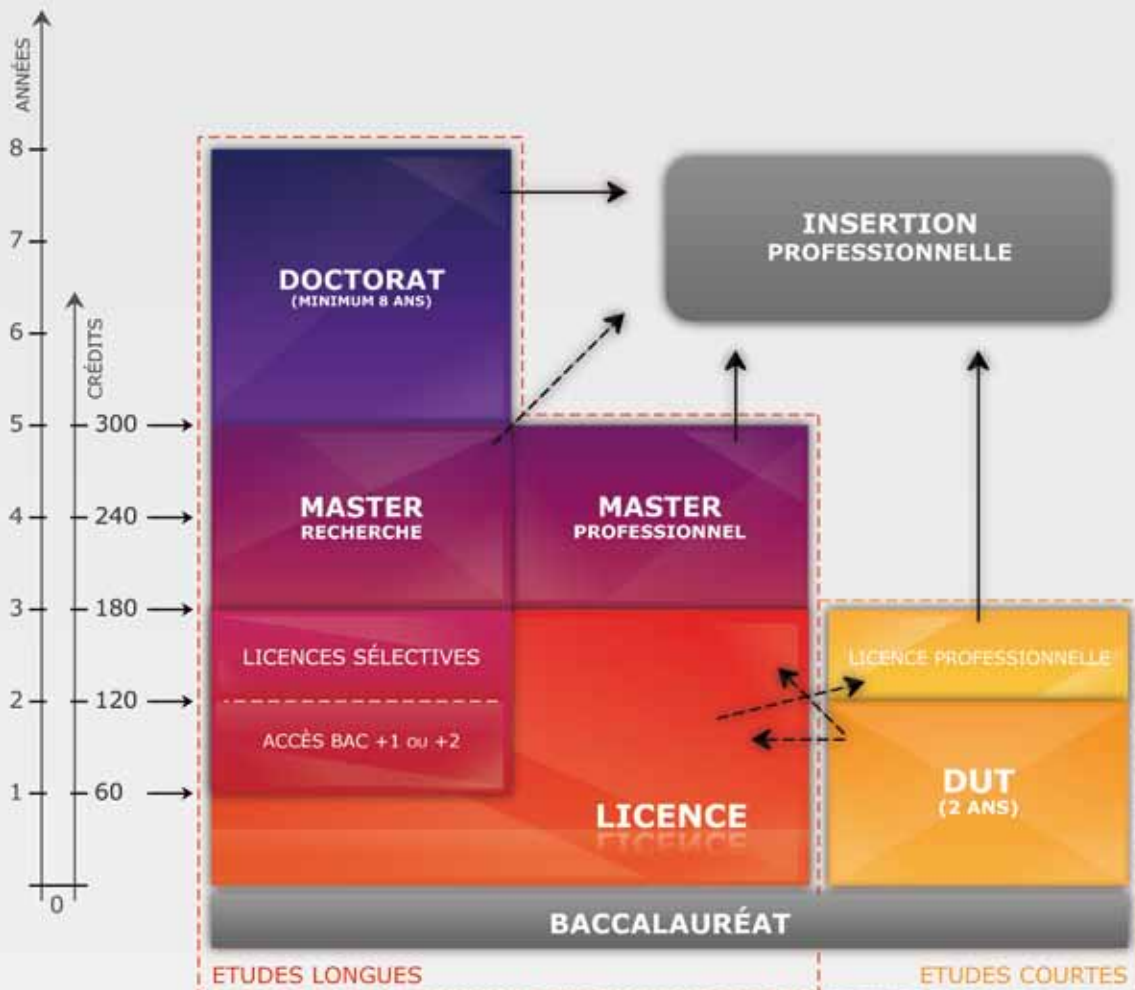 ANNÉES
8
7
6
5
4
3
2
1
0
CRÉDITS
300
240
180
120
60
DOCTORAT
(MINIMUM 8 ANS)
INSERTION
PROFESSIONNELLE
MASTER
RECHERCHE
MASTER
PROFESSIONNEL
LICENCES SÉLECTIVES
ACCÈS BAC +1 ou +2
LICENCE
LICENCE PROFESSIONNELLE
DUT
(2 ANS)
BACCALAURÉAT
ETUDES LONGUES
ETUDES COURTES